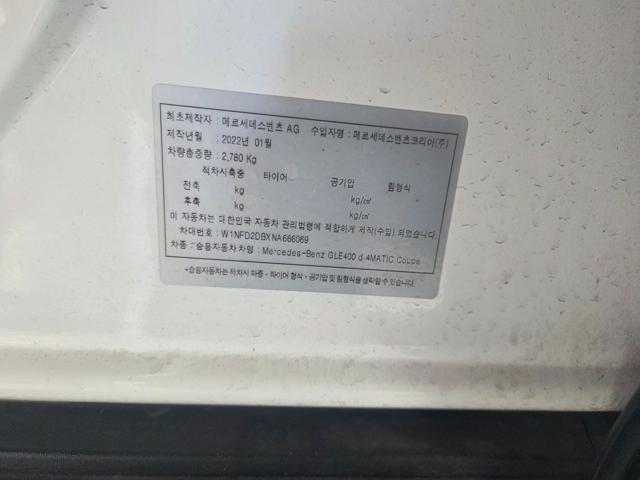 최초제작자 : 메르세데스벤츠 AG 수입자명 : 메르세데스벤츠코리아(주)
제작년월 : 2022년 01월
차량총중량 : 2,780 Kg
적차시축중 타이어 공기압 림형식
전축 kg kg/㎠
후축 kg kg/㎠
이 자동차는 대한민국 자동차 관리법령에 적합하게 제작(수입) 되었습니다.
차대번호 : W1NFD2DBXNA666069
차종 : 승용자동차 차명 : Mercedes-Benz GLE400 d 4MATIC Coupe
*승용자동차는 적차시 하중 - 타이어 형식 - 공기압 및 림형식을 생략할 수 있습니다.